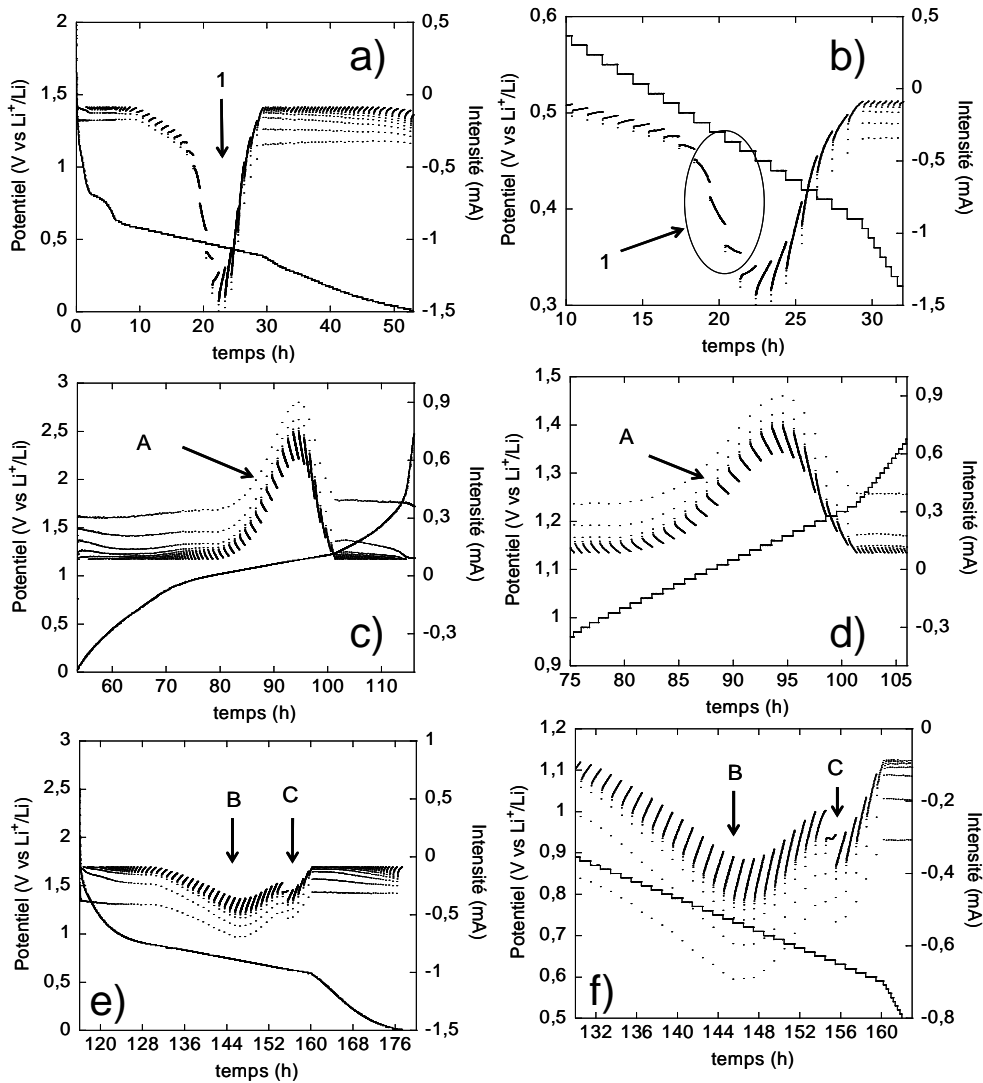 a)
Potentiel (V vs Li⁺/Li)
2
1,5
1
0,5
0
0,5
0
-0,5
-1
-1,5
Intensité (mA)
1
0 10 20 30 40 50
temps (h)
b)
Potentiel (V vs Li⁺/Li)
0,6
0,5
0,4
0,3
0,5
0
-0,5
-1
-1,5
Intensité (mA)
1
10 15 20 25 30
temps (h)
c)
Potentiel (V vs Li⁺/Li)
3
2,5
2
1,5
1
0,5
0
0,9
0,6
0,3
0
-0,3
Intensité (mA)
A
60 70 80 90 100 110
temps (h)
d)
Potentiel (V vs Li⁺/Li)
1,5
1,4
1,3
1,2
1,1
1
0,9
0,9
0,6
0,3
0
-0,3
Intensité (mA)
A
75 80 85 90 95 100 105
temps (h)
e)
Potentiel (V vs Li⁺/Li)
3
2,5
2
1,5
1
0,5
0
1
0,5
0
-0,5
-1
-1,5
Intensité (mA)
B C
120 128 136 144 152 160 168 176
temps (h)
f)
Potentiel (V vs Li⁺/Li)
1,2
1,1
1
0,9
0,8
0,7
0,6
0,5
0
-0,2
-0,4
-0,6
-0,8
Intensité (mA)
B C
132 136 140 144 148 152 156 160
temps (h)